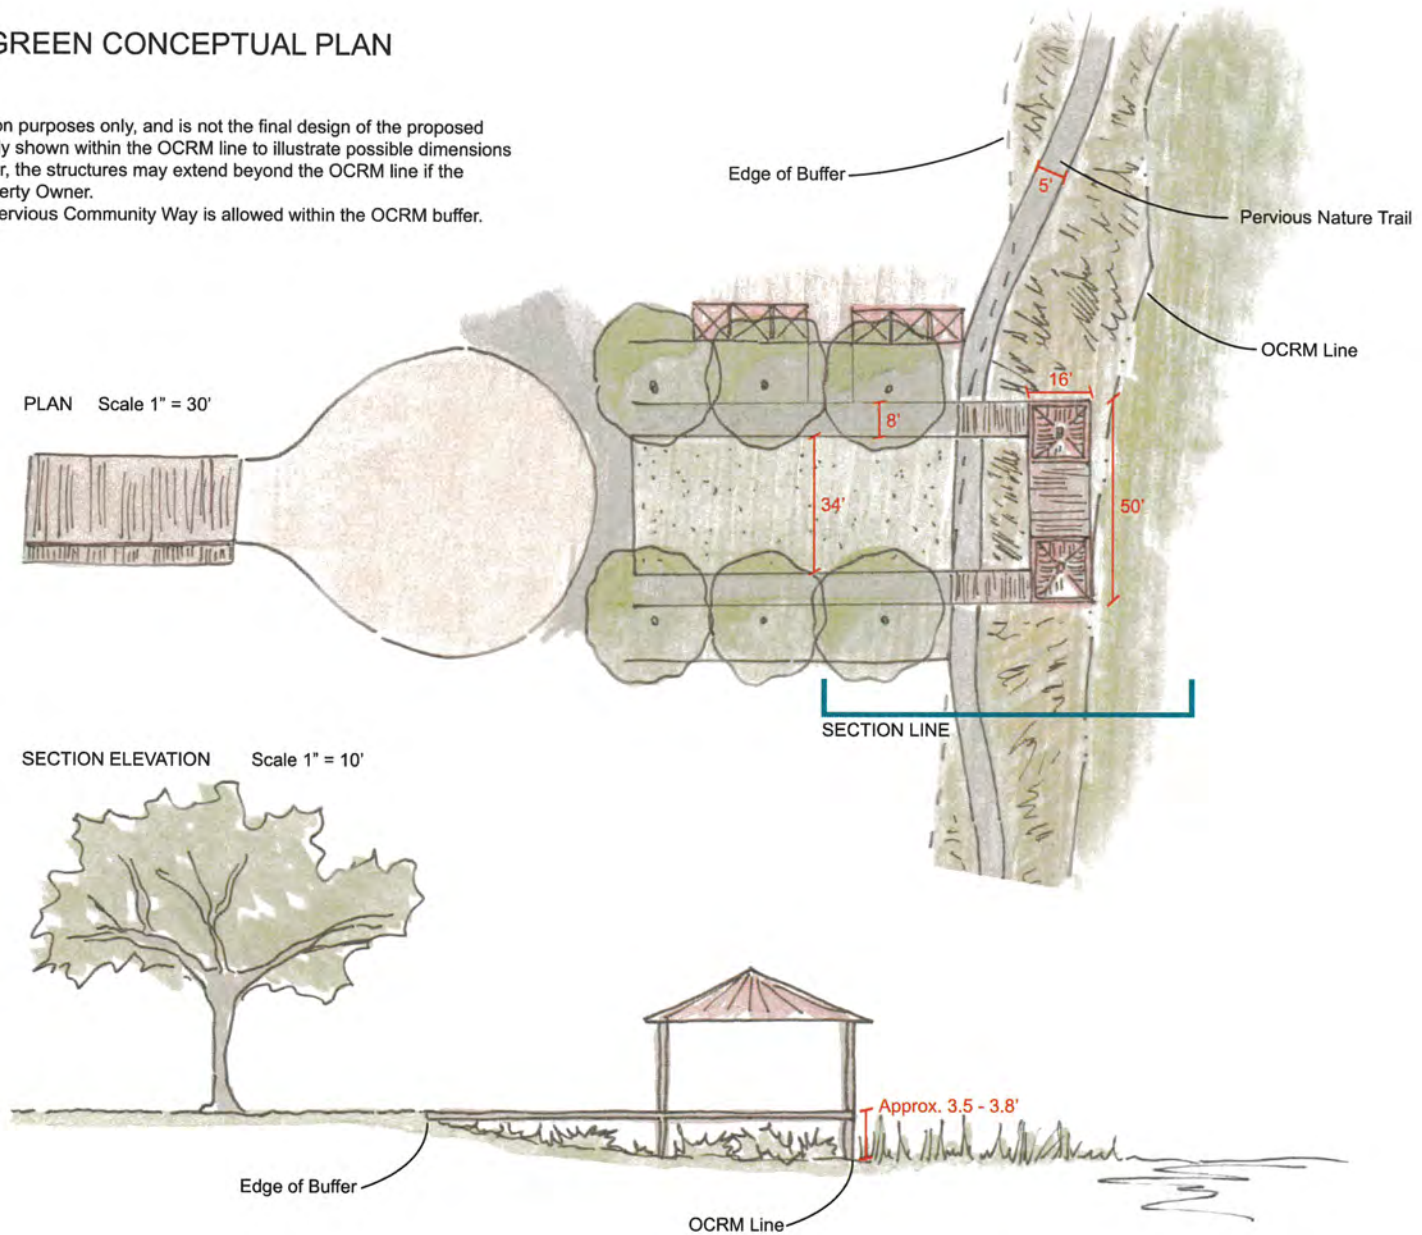 GREEN CONCEPTUAL PLAN
on purposes only, and is not the final design of the proposed
ly shown within the OCRM line to illustrate possible dimensions
r, the structures may extend beyond the OCRM line if the
erty Owner.
ervious Community Way is allowed within the OCRM buffer.
Edge of Buffer
5'
Pervious Nature Trail
OCRM Line
PLAN Scale 1" = 30'
16'
8'
34'
50'
SECTION LINE
SECTION ELEVATION Scale 1" = 10'
Approx. 3.5 - 3.8'
Edge of Buffer
OCRM Line